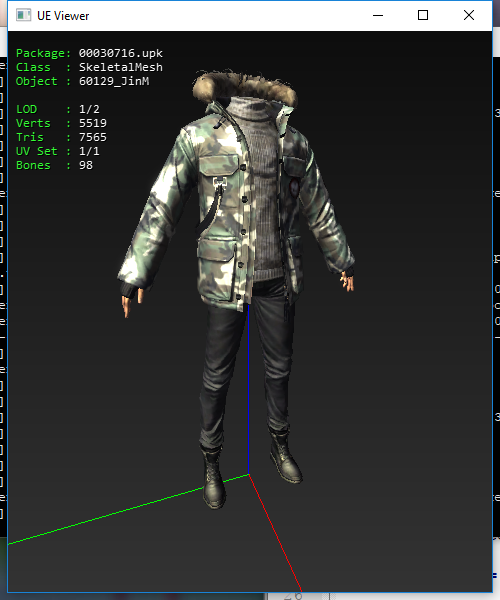 UE Viewer
Package: 00030716.upk
Class  : SkeletalMesh
Object : 60129_JinM
LOD    : 1/2
Verts  : 5519
Tris   : 7565
UV Set : 1/1
Bones  : 98